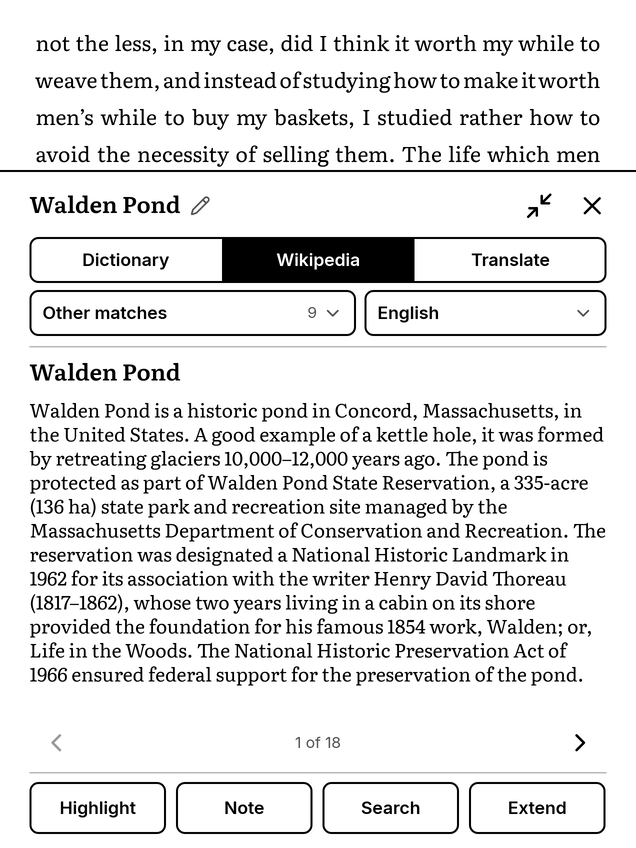 not the less, in my case, did I think it worth my while to
weave them, and instead of studying how to make it worth
men’s while to buy my baskets, I studied rather how to
avoid the necessity of selling them. The life which men
Walden Pond
Dictionary
Wikipedia
Translate
Other matches
9
English
Walden Pond
Walden Pond is a historic pond in Concord, Massachusetts, in
the United States. A good example of a kettle hole, it was formed
by retreating glaciers 10,000–12,000 years ago. The pond is
protected as part of Walden Pond State Reservation, a 335-acre
(136 ha) state park and recreation site managed by the
Massachusetts Department of Conservation and Recreation. The
reservation was designated a National Historic Landmark in
1962 for its association with the writer Henry David Thoreau
(1817–1862), whose two years living in a cabin on its shore
provided the foundation for his famous 1854 work, Walden; or,
Life in the Woods. The National Historic Preservation Act of
1966 ensured federal support for the preservation of the pond.
1 of 18
Highlight
Note
Search
Extend